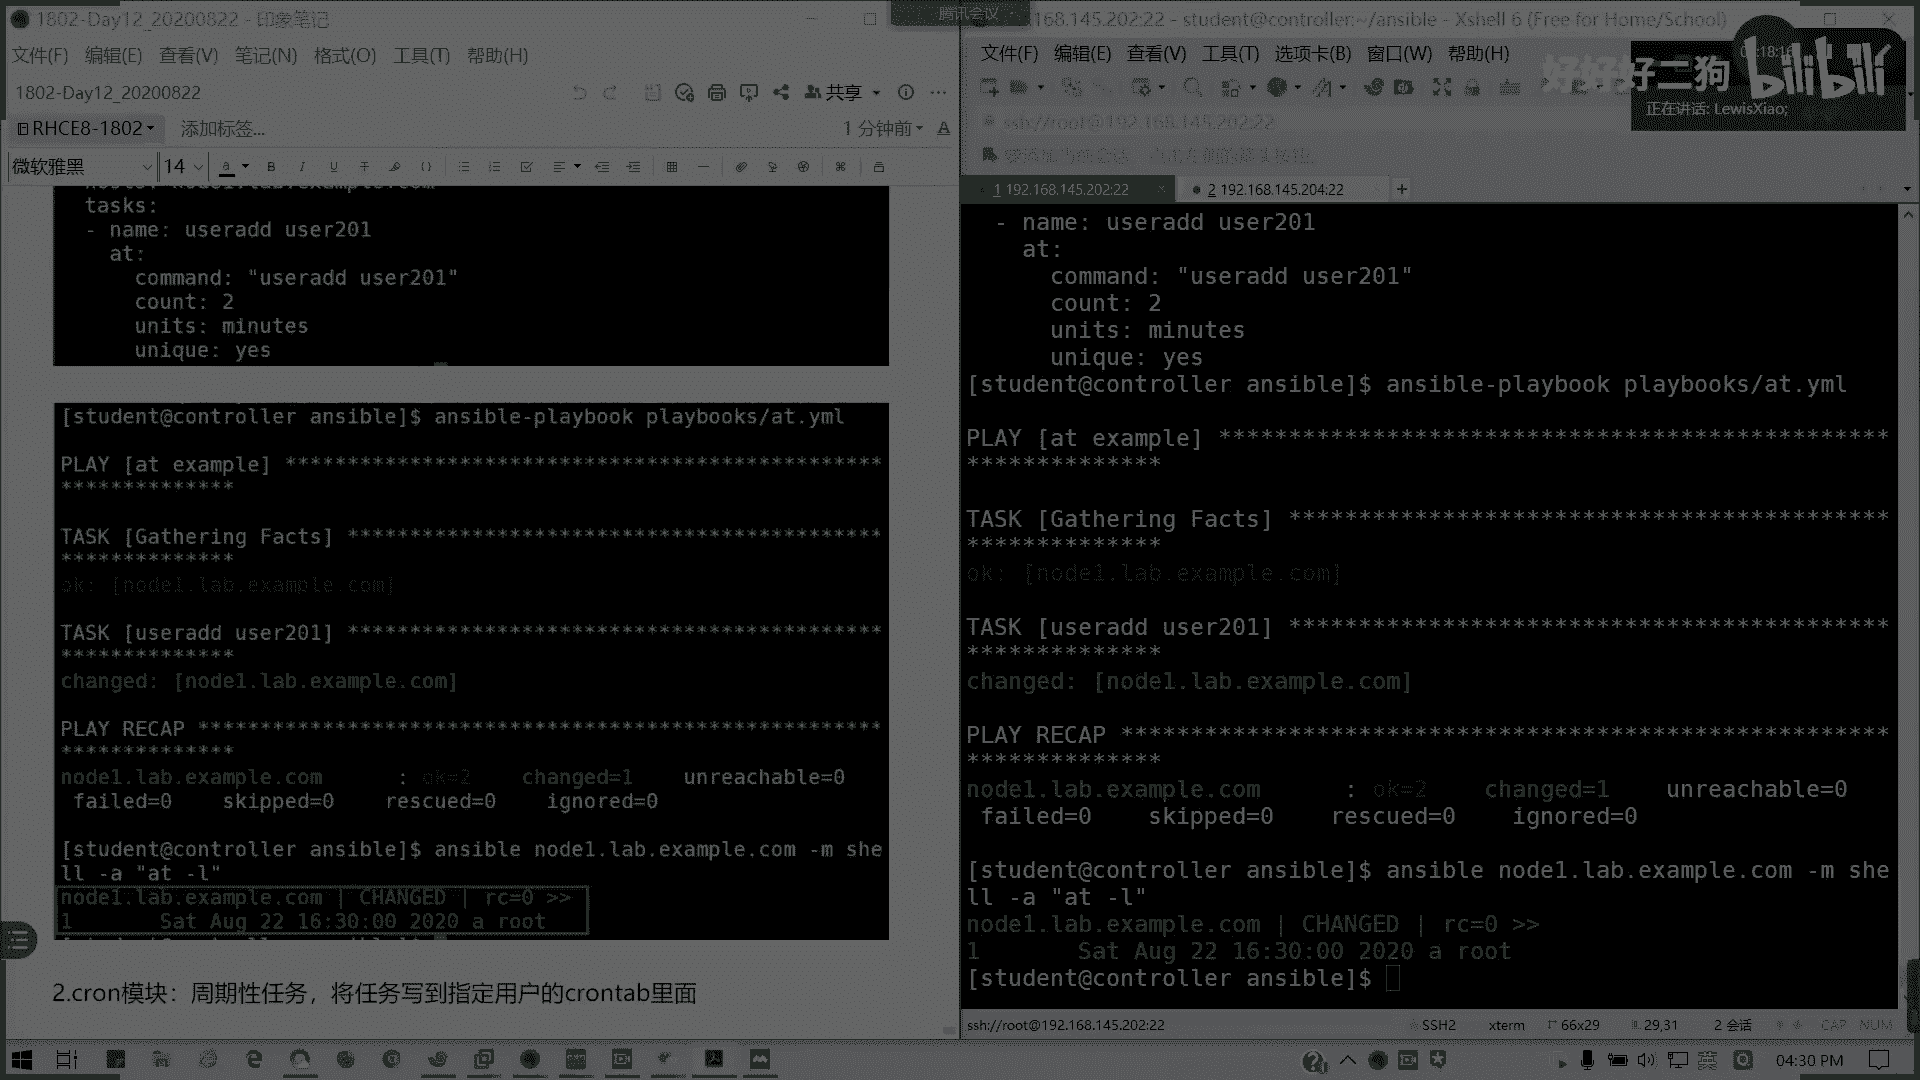 1802-Day12_20200822 - 印象笔记
文件(F) 编辑(E) 查看(V) 笔记(N) 格式(O) 工具(T) 帮助(H)
1802-Day12_20200822
共享
RHCE8-1802
添加标签...
1 分钟前
微软雅黑
14
tasks:
- name: useradd user201
at:
command: "useradd user201"
count: 2
units: minutes
unique: yes
[student@controller ansible]$ ansible-playbook playbooks/at.yml
PLAY [at example] ************************************************
**************
TASK [Gathering Facts] *******************************************
**************
ok: [node1.lab.example.com]
TASK [useradd user201] *******************************************
**************
changed: [node1.lab.example.com]
PLAY RECAP *******************************************************
**************
node1.lab.example.com : ok=2 changed=1 unreachable=0
failed=0 skipped=0 rescued=0 ignored=0
[student@controller ansible]$ ansible node1.lab.example.com -m she
ll -a "at -l"
node1.lab.example.com | CHANGED | rc=0 >>
1 Sat Aug 22 16:30:00 2020 a root
2.cron模块：周期性任务，将任务写到指定用户的crontab里面
腾讯会议
168.145.202:22 - student@controller:~/ansible - Xshell 6 (Free for Home/School)
文件(F) 编辑(E) 查看(V) 工具(T) 选项卡(B) 窗口(W) 帮助(H)
好好好二狗
bilibili
正在讲话: LewisXiao;
ssh://root@192.168.145.202:22
1 192.168.145.202:22
2 192.168.145.204:22
- name: useradd user201
at:
command: "useradd user201"
count: 2
units: minutes
unique: yes
[student@controller ansible]$ ansible-playbook playbooks/at.yml
PLAY [at example] ************************************************
**************
TASK [Gathering Facts] *******************************************
**************
ok: [node1.lab.example.com]
TASK [useradd user201] *******************************************
**************
changed: [node1.lab.example.com]
PLAY RECAP *******************************************************
**************
node1.lab.example.com : ok=2 changed=1 unreachable=0
failed=0 skipped=0 rescued=0 ignored=0
[student@controller ansible]$ ansible node1.lab.example.com -m she
ll -a "at -l"
node1.lab.example.com | CHANGED | rc=0 >>
1 Sat Aug 22 16:30:00 2020 a root
[student@controller ansible]$
ssh://root@192.168.145.202:22
SSH2
xterm
66x29
29,31
2 会话
CAP NUM
英
04:30 PM